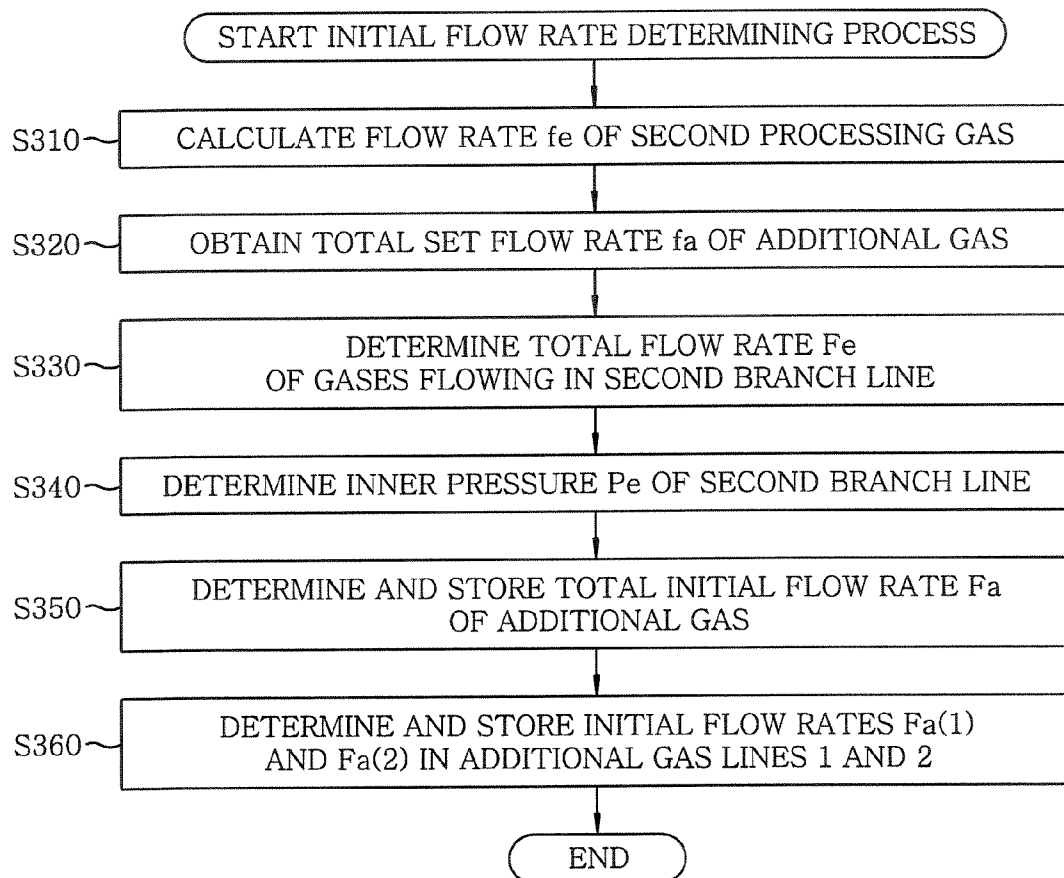 START INITIAL FLOW RATE DETERMINING PROCESS
S310 CALCULATE FLOW RATE fe OF SECOND PROCESSING GAS
S320 OBTAIN TOTAL SET FLOW RATE fa OF ADDITIONAL GAS
S330 DETERMINE TOTAL FLOW RATE Fe
OF GASES FLOWING IN SECOND BRANCH LINE
S340 DETERMINE INNER PRESSURE Pe OF SECOND BRANCH LINE
S350 DETERMINE AND STORE TOTAL INITIAL FLOW RATE Fa
OF ADDITIONAL GAS
S360 DETERMINE AND STORE INITIAL FLOW RATES Fa(1)
AND Fa(2) IN ADDITIONAL GAS LINES 1 AND 2
END